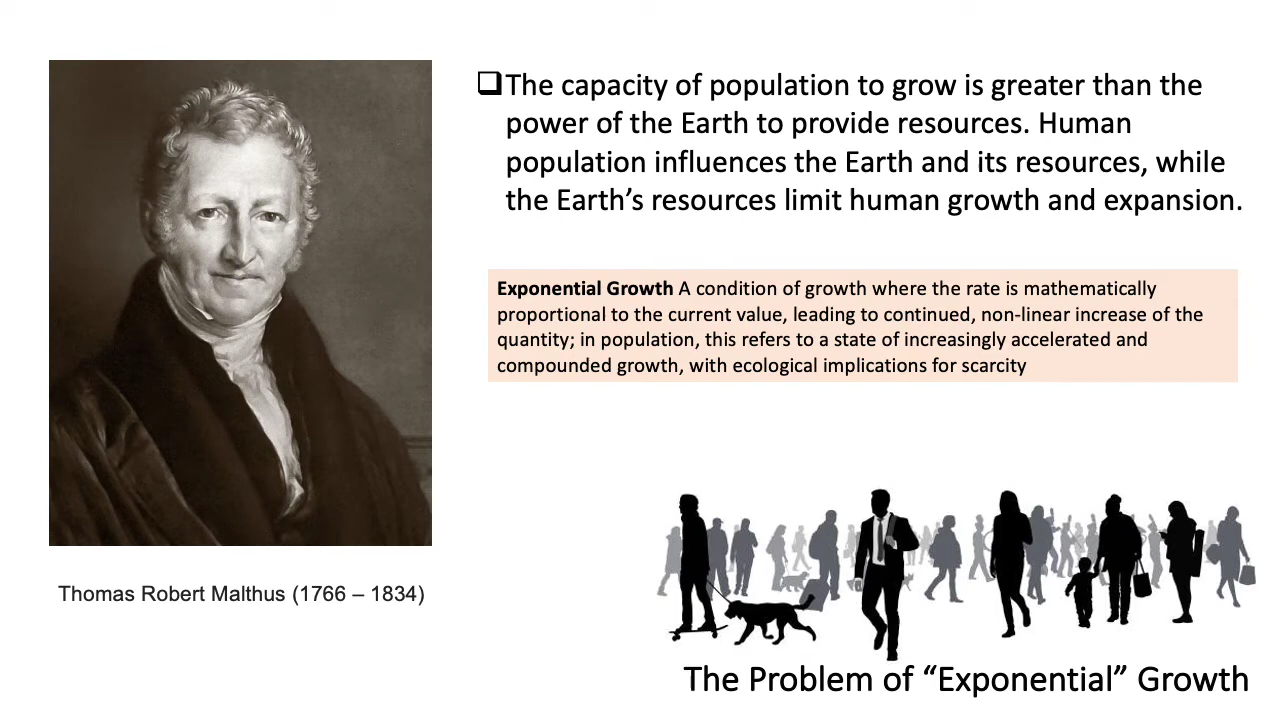 ❑The capacity of population to grow is greater than the
power of the Earth to provide resources. Human
population influences the Earth and its resources, while
the Earth’s resources limit human growth and expansion.
Exponential Growth A condition of growth where the rate is mathematically
proportional to the current value, leading to continued, non-linear increase of the
quantity; in population, this refers to a state of increasingly accelerated and
compounded growth, with ecological implications for scarcity
Thomas Robert Malthus (1766 – 1834)
The Problem of “Exponential” Growth